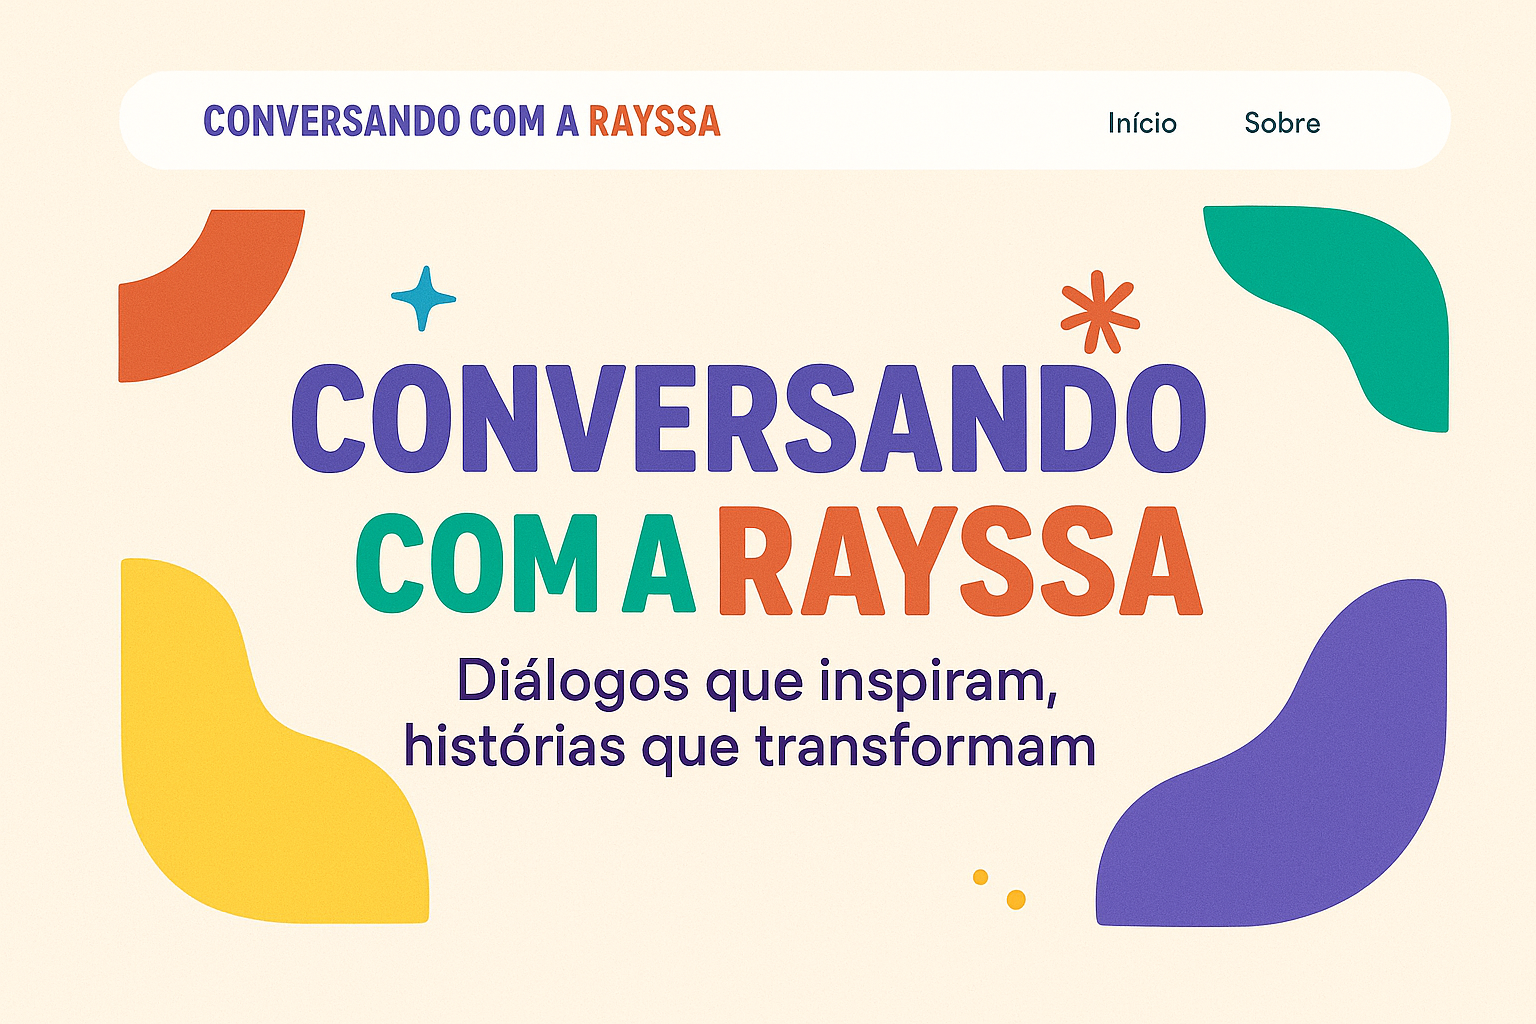 CONVERSANDO COM A RAYSSA
Início
Sobre
CONVERSANDO
COM A RAYSSA
Diálogos que inspiram,
histórias que transformam